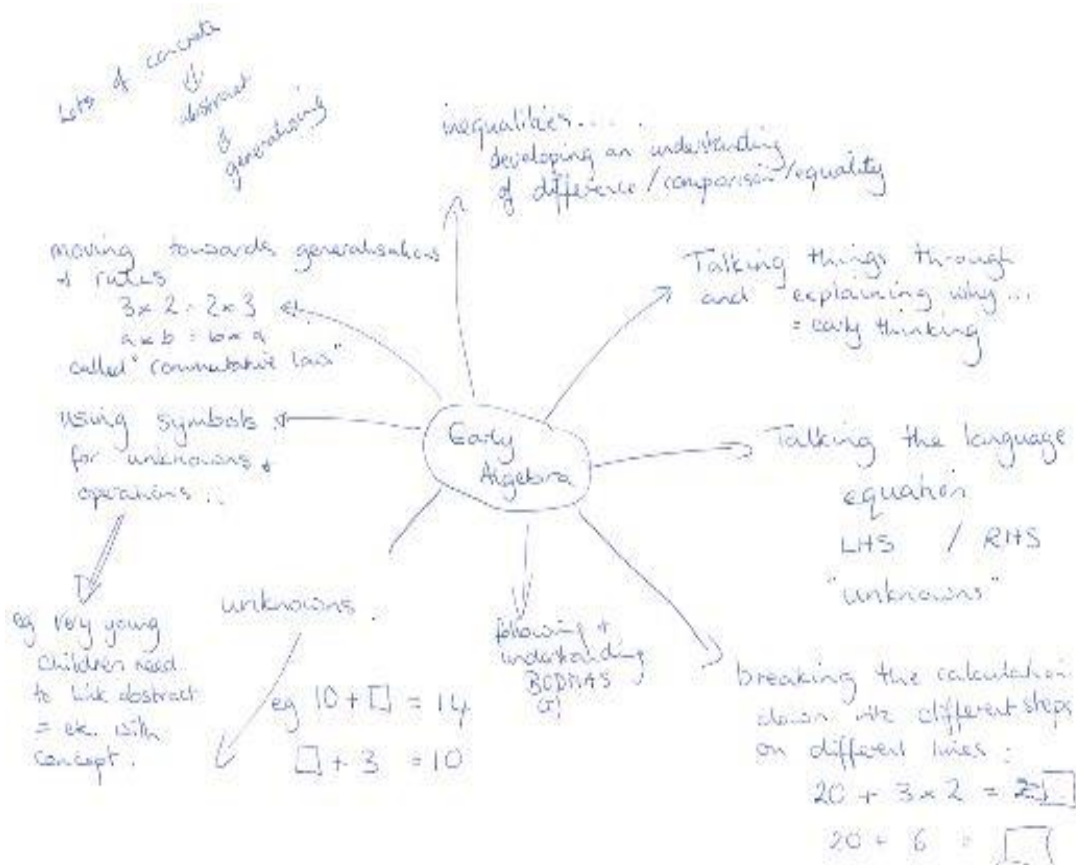 Lots of concrete
⇓
abstract
⇓
generalising
inequalities.....
developing an understanding
of difference/comparison/equality
moving towards generalisations
+ rules
3 × 2 = 2 × 3
a × b = b × a
called "commutative law"
Talking things through
and explaining why...
= early thinking
using symbols
for unknowns +
operations...
Early
Algebra
Talking the language
equation
LHS / RHS
"unknowns"
eg very young
children need
to link abstract
= etc. with
concept.
unknowns
eg 10 + □ = 14
□ + 3 = 10
following +
understanding
BODMAS
breaking the calculation
down into different steps
on different lines:
20 + 3 × 2 = □
20 + 6 = □